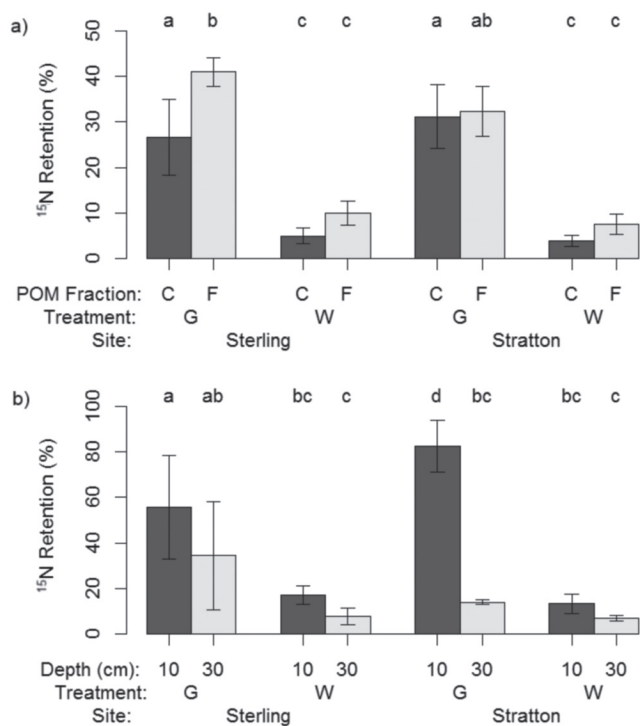 a)
a b c c a ab c c
¹⁵N Retention (%)
50
40
30
20
10
0
POM Fraction: C F C F C F C F
Treatment: G W G W
Site: Sterling Stratton
b)
a ab bc c d bc bc c
¹⁵N Retention (%)
100
80
60
40
20
0
Depth (cm): 10 30 10 30 10 30 10 30
Treatment: G W G W
Site: Sterling Stratton